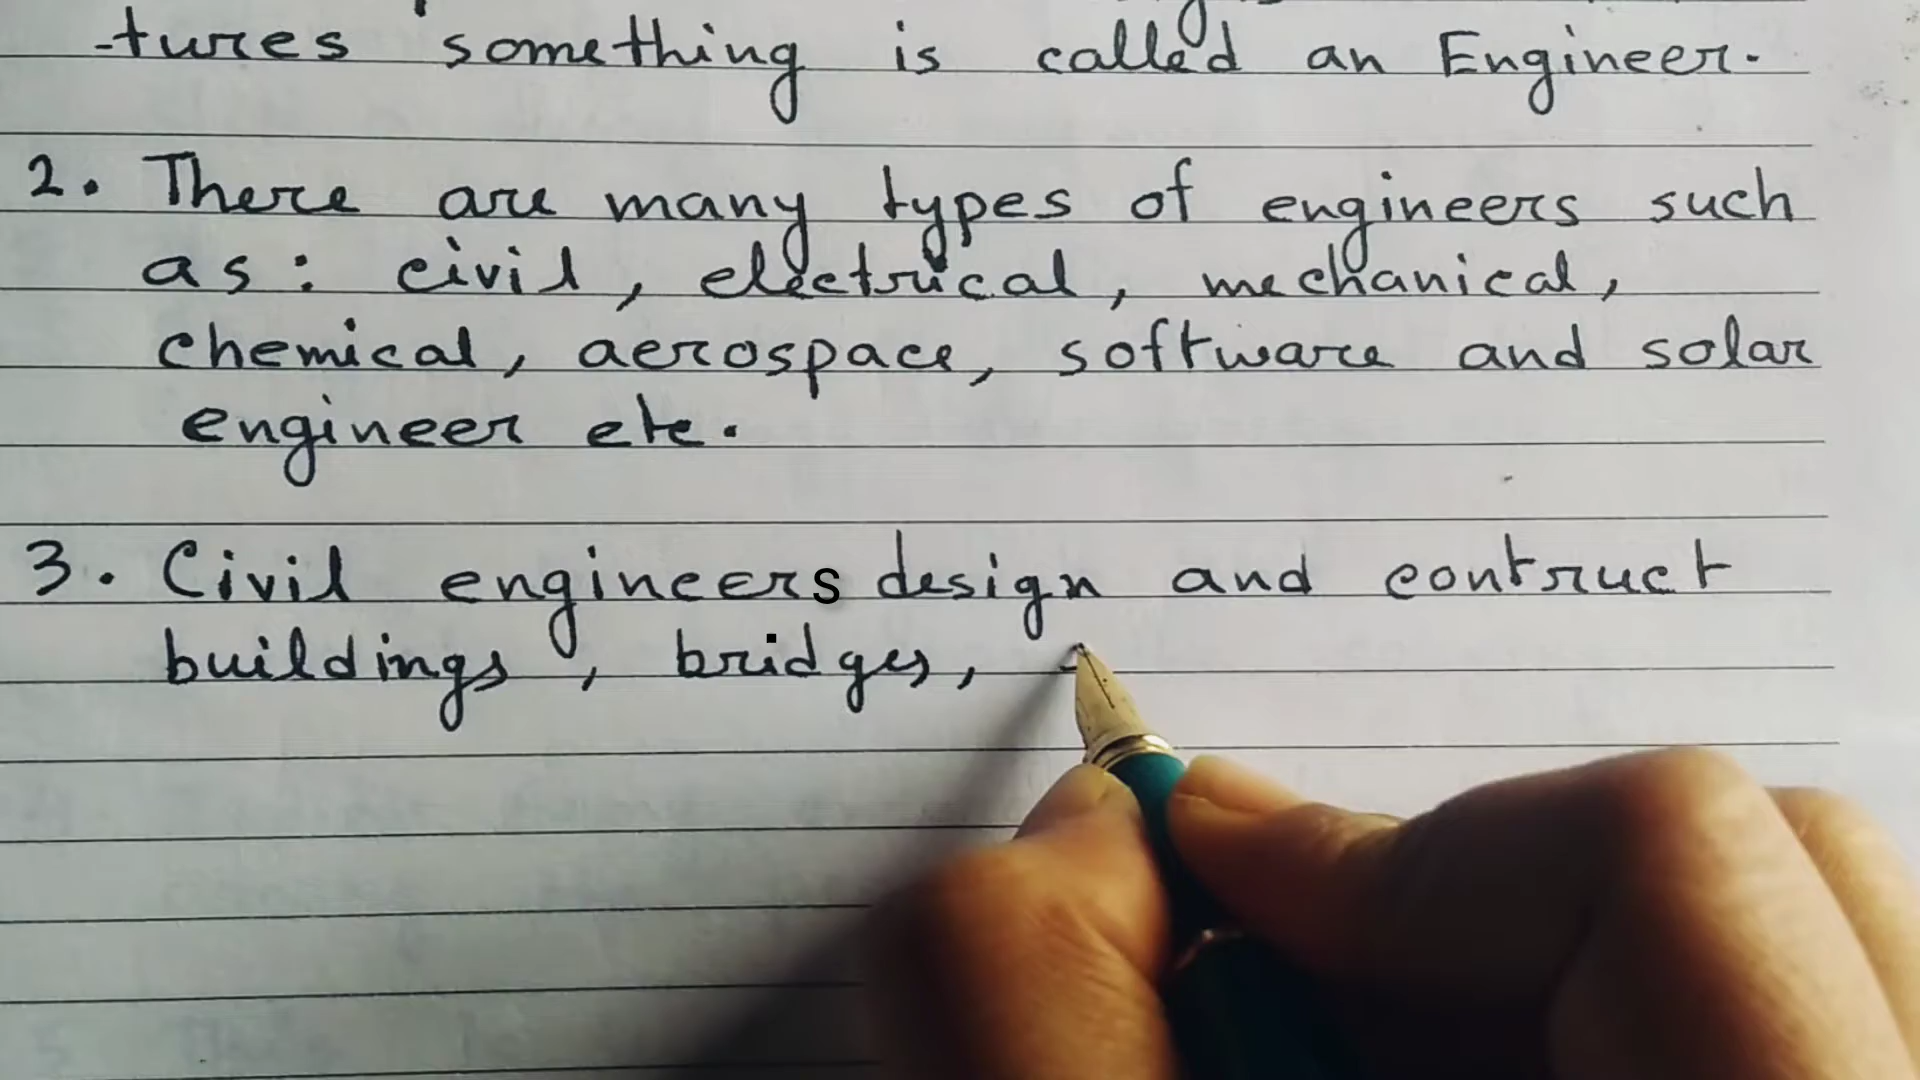 -tures something is called an Engineer.
2. There are many types of engineers such
as: civil, electrical, mechanical,
chemical, aerospace, software and solar
engineer etc.
3. Civil engineers design and contruct
buildings, bridges,